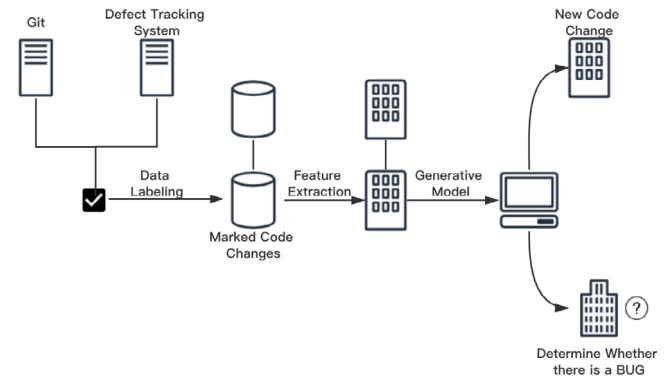 Git
Defect Tracking
System
New Code
Change
Data
Labeling
Feature
Extraction
Generative
Model
Marked Code
Changes
?
Determine Whether
there is a BUG